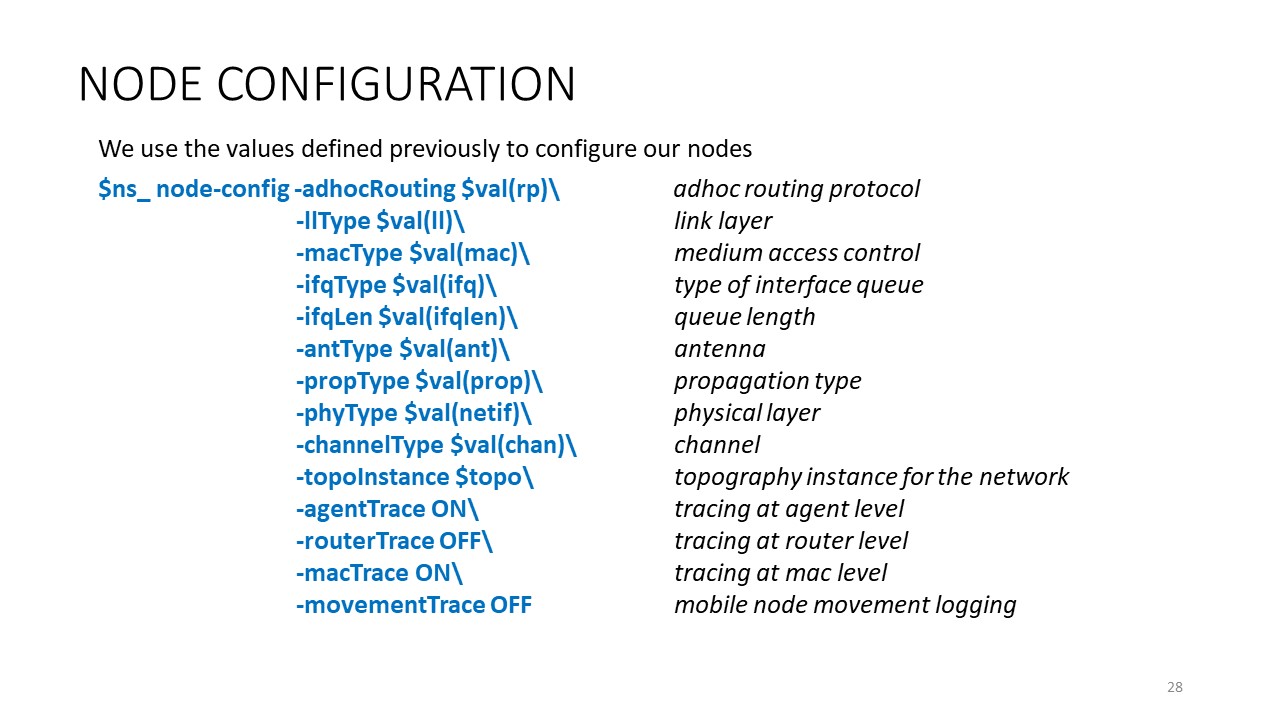 NODE CONFIGURATION
We use the values defined previously to configure our nodes
$ns_ node-config -adhocRouting $val(rp)\ adhoc routing protocol
-llType $val(ll)\ link layer
-macType $val(mac)\ medium access control
-ifqType $val(ifq)\ type of interface queue
-ifqLen $val(ifqlen)\ queue length
-antType $val(ant)\ antenna
-propType $val(prop)\ propagation type
-phyType $val(netif)\ physical layer
-channelType $val(chan)\ channel
-topoInstance $topo\ topography instance for the network
-agentTrace ON\ tracing at agent level
-routerTrace OFF\ tracing at router level
-macTrace ON\ tracing at mac level
-movementTrace OFF mobile node movement logging
28